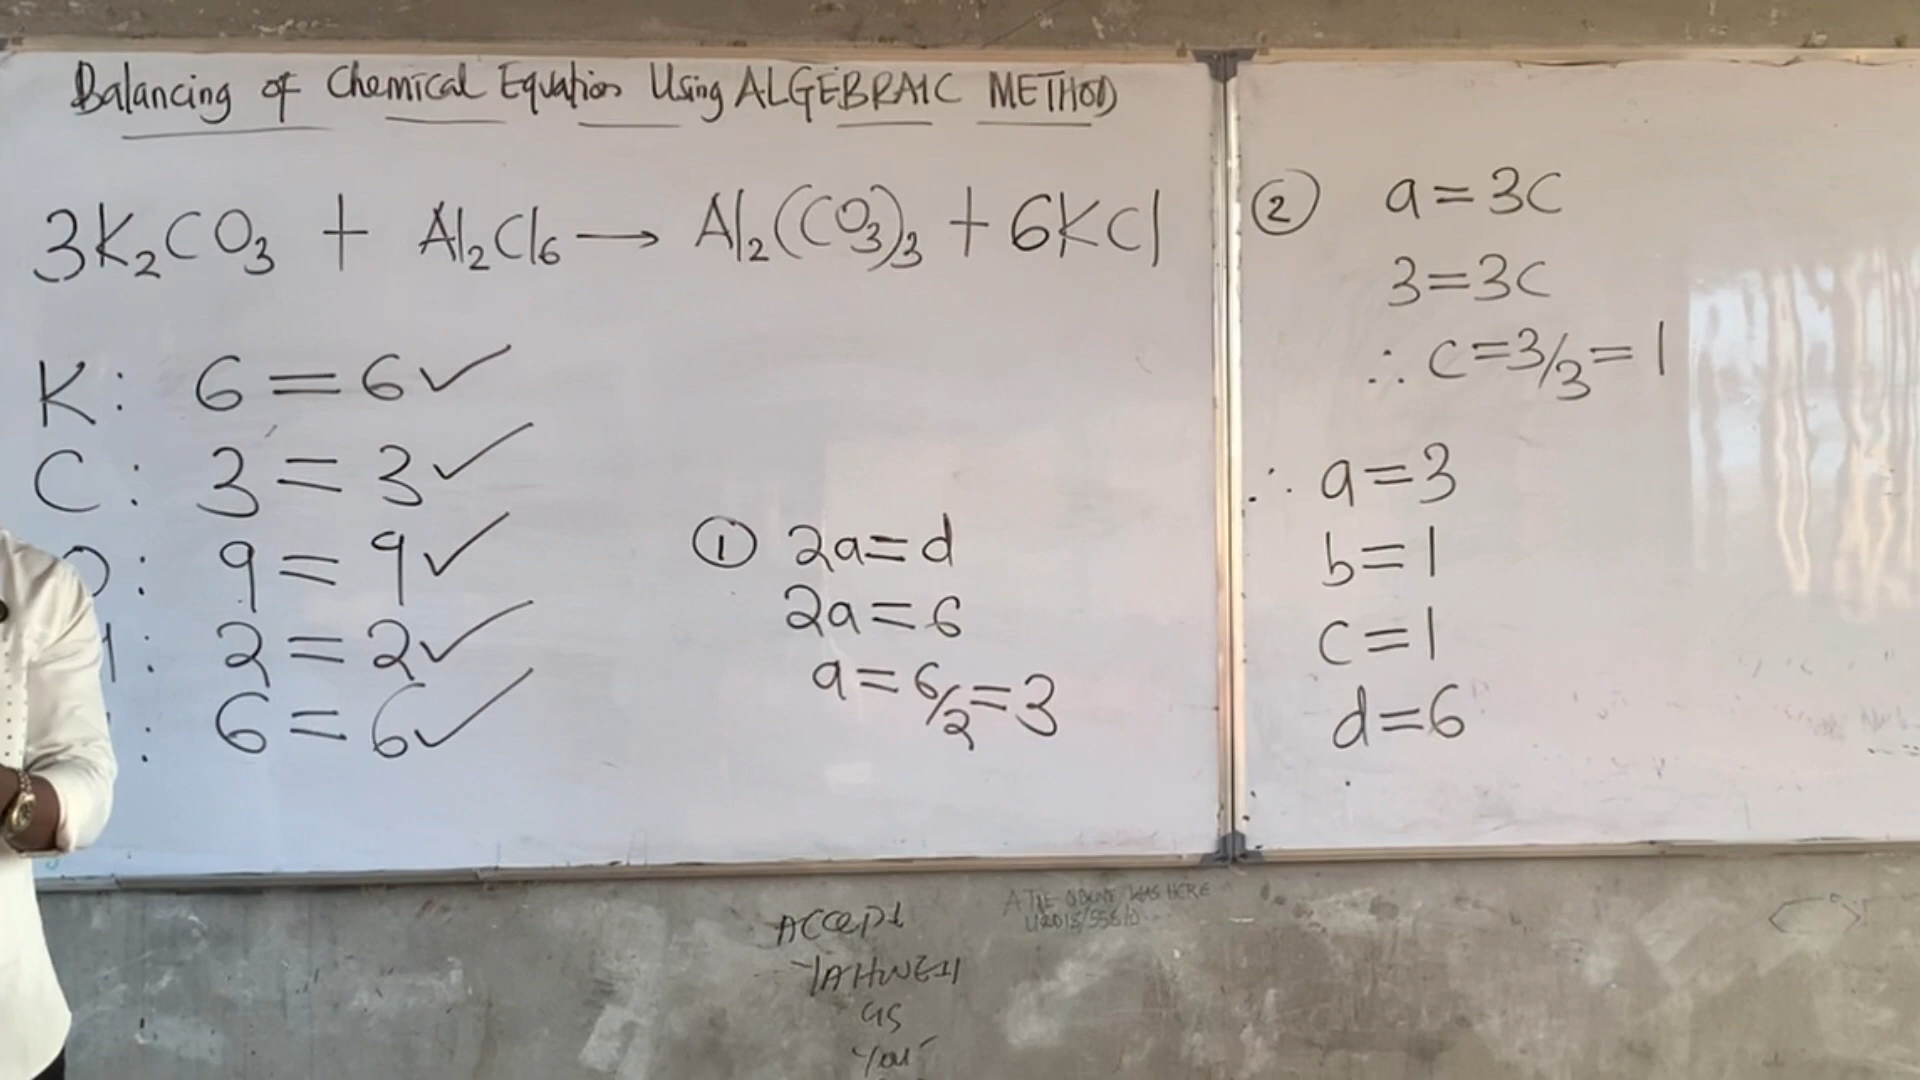 Balancing of Chemical Equation Using ALGEBRAIC METHOD
3K₂CO₃ + Al₂Cl₆ → Al₂(CO₃)₃ + 6KCl
K: 6 = 6 ✓
C: 3 = 3 ✓
: 9 = 9 ✓
: 2 = 2 ✓
: 6 = 6 ✓
① 2a = d
2a = 6
a = 6/2 = 3
② a = 3c
3 = 3c
∴ c = 3/3 = 1
∴ a = 3
b = 1
c = 1
d = 6
ACCEPT
YAHWEH
as
You
WAS HERE